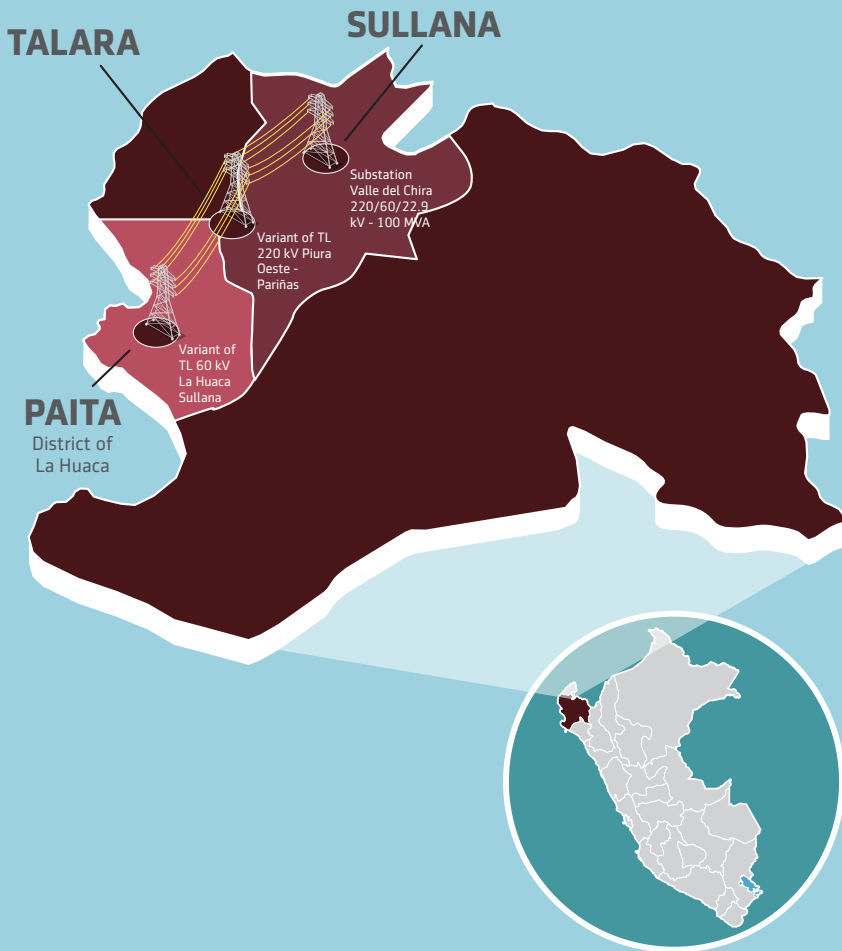 SULLANA
TALARA
Substation
Valle del Chira
220/60/22.9
kV - 100 MVA
Variant of TL
220 kV Piura
Oeste -
Pariñas
Variant of
TL 60 kV
La Huaca
Sullana
PAITA
District of
La Huaca